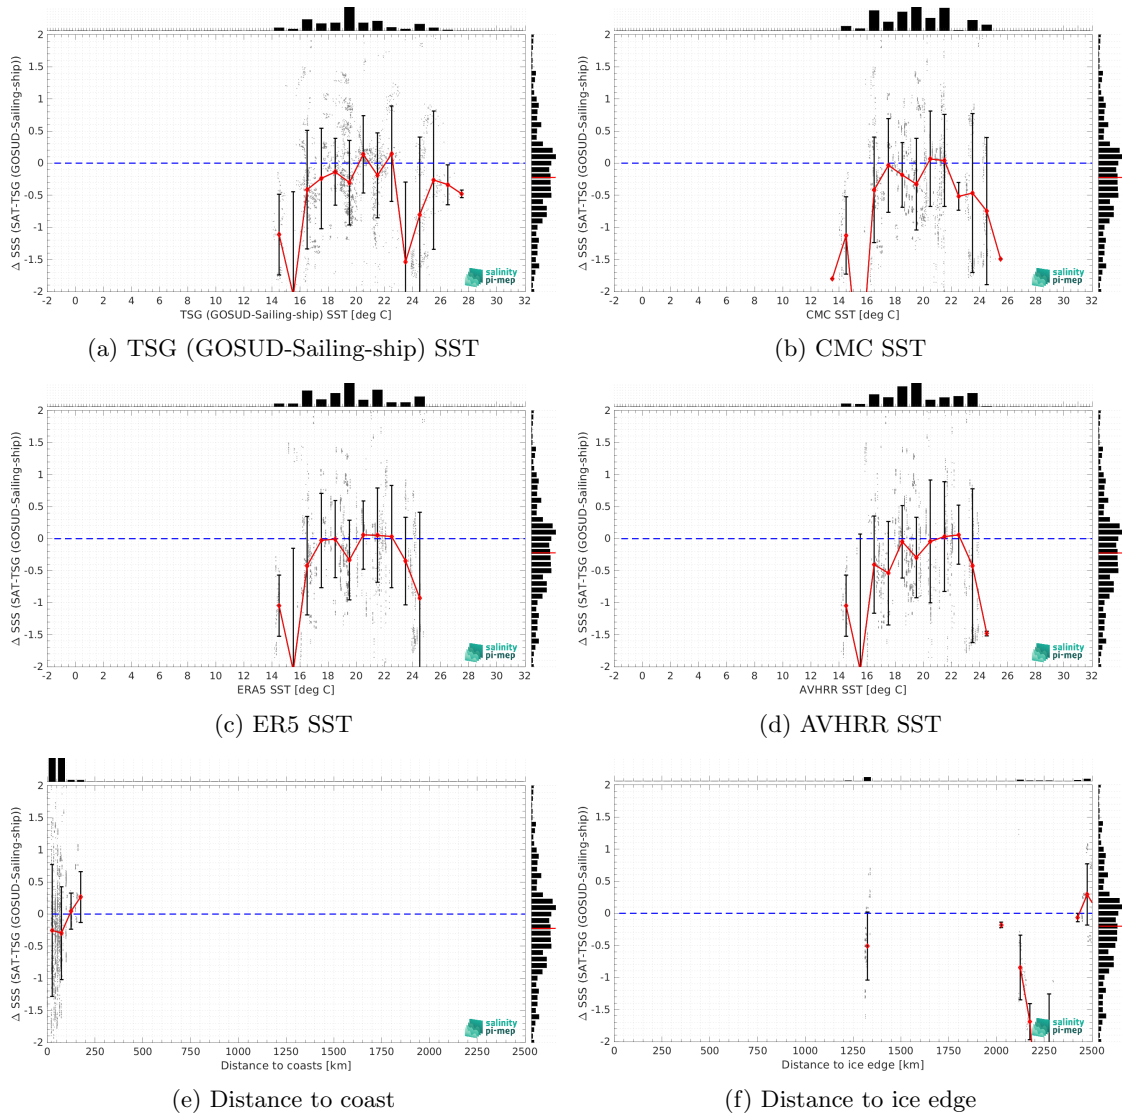 2
1.5
1
0.5
0
-0.5
-1
-1.5
-2
Δ SSS (SAT-TSG (GOSUD-Sailing-ship))
salinity
pi-mep
-2 0 2 4 6 8 10 12 14 16 18 20 22 24 26 28 30 32
TSG (GOSUD-Sailing-ship) SST [deg C]
(a) TSG (GOSUD-Sailing-ship) SST
2
1.5
1
0.5
0
-0.5
-1
-1.5
-2
Δ SSS (SAT-TSG (GOSUD-Sailing-ship))
salinity
pi-mep
-2 0 2 4 6 8 10 12 14 16 18 20 22 24 26 28 30 32
CMC SST [deg C]
(b) CMC SST
2
1.5
1
0.5
0
-0.5
-1
-1.5
-2
Δ SSS (SAT-TSG (GOSUD-Sailing-ship))
salinity
pi-mep
-2 0 2 4 6 8 10 12 14 16 18 20 22 24 26 28 30 32
ERA5 SST [deg C]
(c) ER5 SST
2
1.5
1
0.5
0
-0.5
-1
-1.5
-2
Δ SSS (SAT-TSG (GOSUD-Sailing-ship))
salinity
pi-mep
-2 0 2 4 6 8 10 12 14 16 18 20 22 24 26 28 30 32
AVHRR SST [deg C]
(d) AVHRR SST
2
1.5
1
0.5
0
-0.5
-1
-1.5
-2
Δ SSS (SAT-TSG (GOSUD-Sailing-ship))
salinity
pi-mep
0 250 500 750 1000 1250 1500 1750 2000 2250 2500
Distance to coasts [km]
(e) Distance to coast
2
1.5
1
0.5
0
-0.5
-1
-1.5
-2
Δ SSS (SAT-TSG (GOSUD-Sailing-ship))
salinity
pi-mep
0 250 500 750 1000 1250 1500 1750 2000 2250 2500
Distance to ice edge [km]
(f) Distance to ice edge